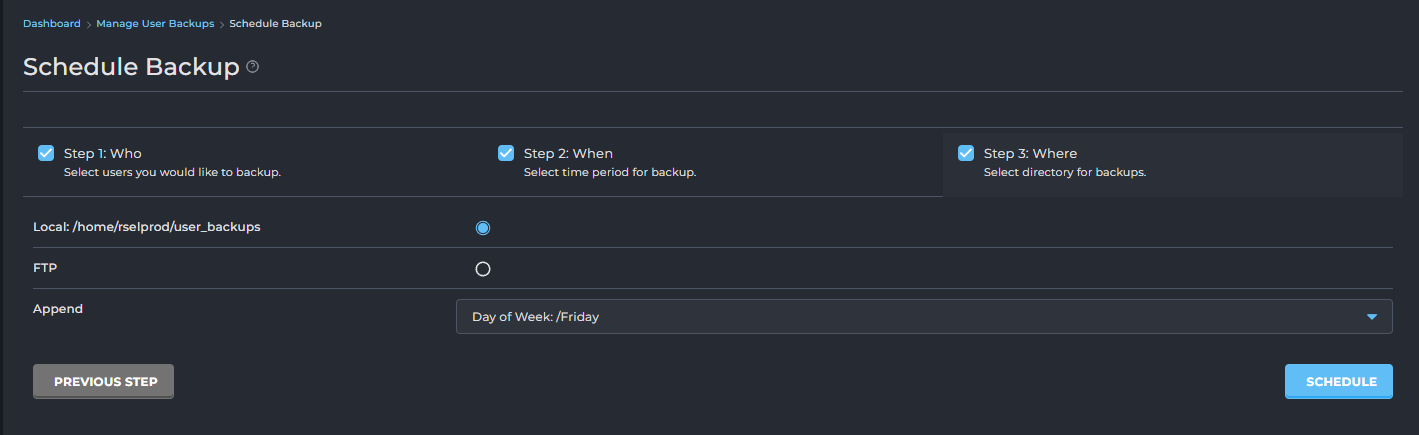 Dashboard > Manage User Backups > Schedule Backup
Schedule Backup ?
Step 1: Who
Select users you would like to backup.
Step 2: When
Select time period for backup.
Step 3: Where
Select directory for backups.
Local: /home/rselprod/user_backups
FTP
Append
Day of Week: /Friday
PREVIOUS STEP
SCHEDULE